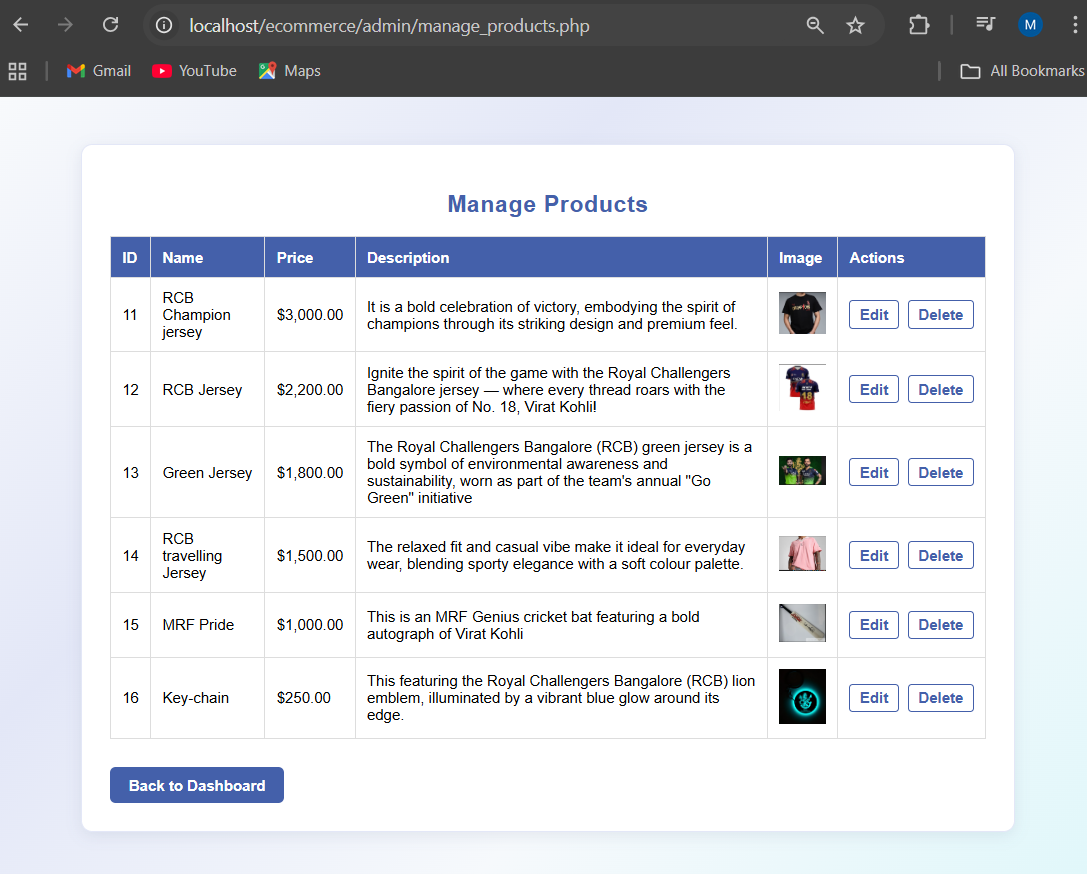 localhost/ecommerce/admin/manage_products.php
M
Gmail
YouTube
Maps
All Bookmarks
Manage Products
ID Name Price Description Image Actions
11
RCB
Champion
jersey
$3,000.00
It is a bold celebration of victory, embodying the spirit of
champions through its striking design and premium feel.
Edit Delete
12
RCB Jersey
$2,200.00
Ignite the spirit of the game with the Royal Challengers
Bangalore jersey — where every thread roars with the
fiery passion of No. 18, Virat Kohli!
18
Edit Delete
13
Green Jersey
$1,800.00
The Royal Challengers Bangalore (RCB) green jersey is a
bold symbol of environmental awareness and
sustainability, worn as part of the team's annual "Go
Green" initiative
Edit Delete
14
RCB
travelling
Jersey
$1,500.00
The relaxed fit and casual vibe make it ideal for everyday
wear, blending sporty elegance with a soft colour palette.
Edit Delete
15
MRF Pride
$1,000.00
This is an MRF Genius cricket bat featuring a bold
autograph of Virat Kohli
Edit Delete
16
Key-chain
$250.00
This featuring the Royal Challengers Bangalore (RCB) lion
emblem, illuminated by a vibrant blue glow around its
edge.
Edit Delete
Back to Dashboard